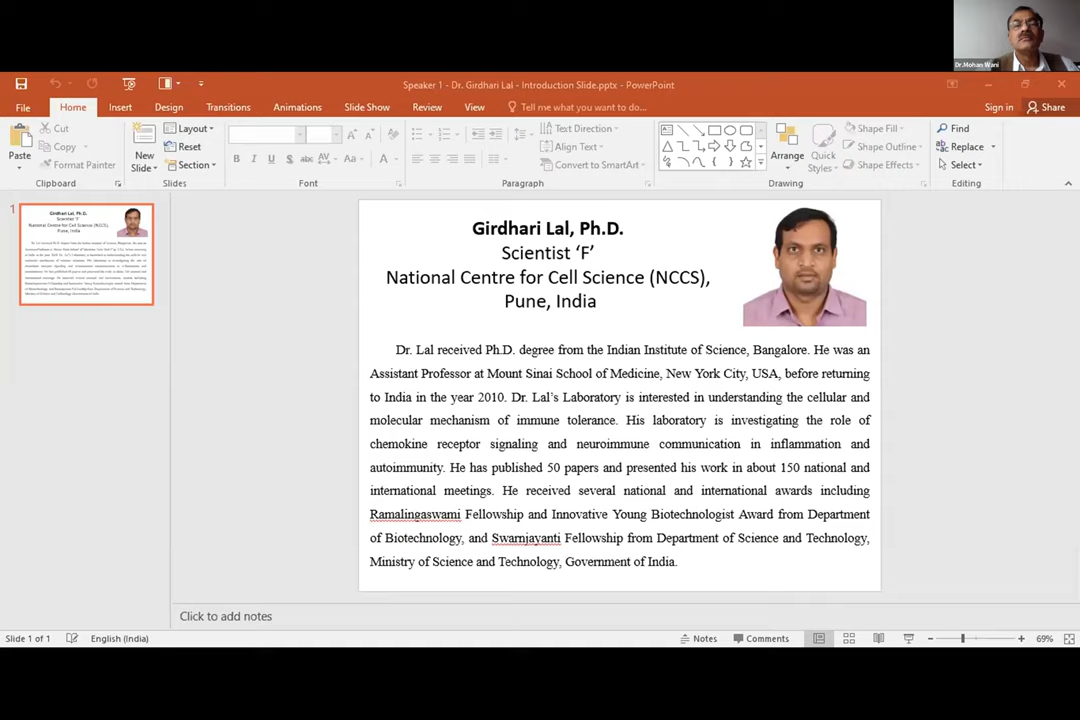 Dr.Mohan Wani
Speaker 1 - Dr. Girdhari Lal - Introduction Slide.pptx - PowerPoint
File Home Insert Design Transitions Animations Slide Show Review View Tell me what you want to do... Sign in Share
Paste
Cut
Copy
Format Painter
Clipboard
New
Slide
Layout
Reset
Section
Slides
B I U S abc AV Aa A
Font
Text Direction
Align Text
Convert to SmartArt
Paragraph
Arrange
Quick
Styles
Shape Fill
Shape Outline
Shape Effects
Drawing
Find
Replace
Select
Editing
1
Girdhari Lal, Ph.D.
Scientist ‘F’
National Centre for Cell Science (NCCS),
Pune, India
Dr. Lal received Ph.D. degree from the Indian Institute of Science, Bangalore. He was an
Assistant Professor at Mount Sinai School of Medicine, New York City, USA, before returning
to India in the year 2010. Dr. Lal’s Laboratory is interested in understanding the cellular and
molecular mechanism of immune tolerance. His laboratory is investigating the role of
chemokine receptor signaling and neuroimmune communication in inflammation and
autoimmunity. He has published 50 papers and presented his work in about 150 national and
international meetings. He received several national and international awards including
Ramalingaswami Fellowship and Innovative Young Biotechnologist Award from Department
of Biotechnology, and Swarnjayanti Fellowship from Department of Science and Technology,
Ministry of Science and Technology, Government of India.
Click to add notes
Slide 1 of 1 English (India) Notes Comments 69%